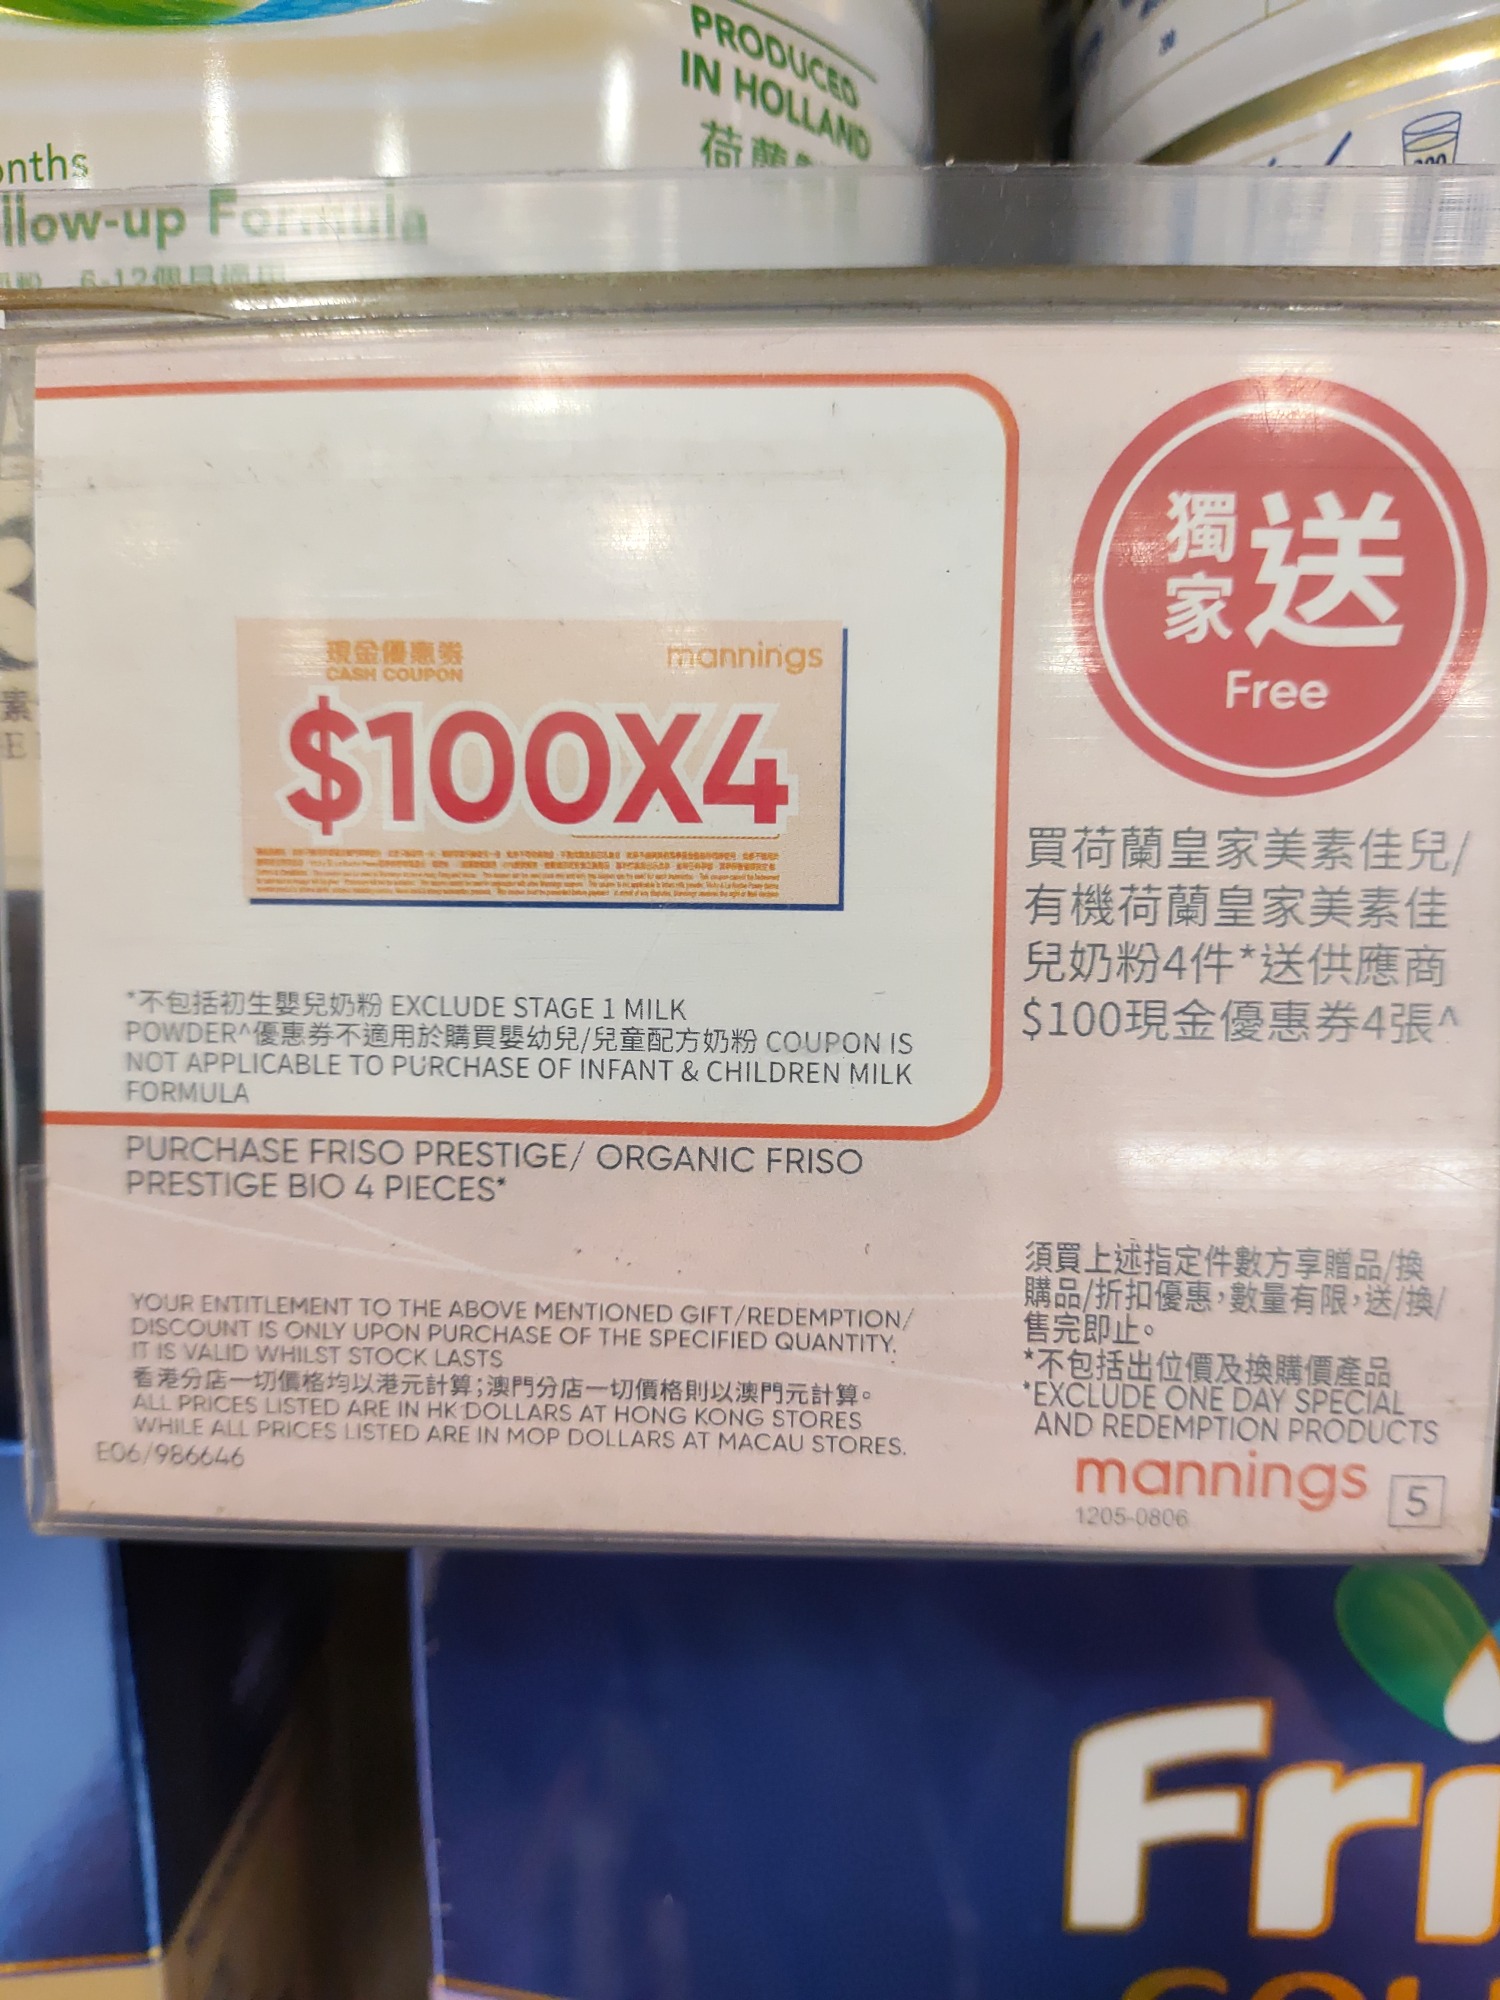 PRODUCED
IN HOLLAND
荷蘭
onths
llow-up Formula
6-12個月適用
獨家送
Free
現金優惠券
CASH COUPON
mannings
$100X4
買荷蘭皇家美素佳兒/
有機荷蘭皇家美素佳
兒奶粉4件*送供應商
$100現金優惠券4張^
*不包括初生嬰兒奶粉 EXCLUDE STAGE 1 MILK
POWDER^優惠券不適用於購買嬰幼兒/兒童配方奶粉 COUPON IS
NOT APPLICABLE TO PURCHASE OF INFANT & CHILDREN MILK
FORMULA
PURCHASE FRISO PRESTIGE/ ORGANIC FRISO
PRESTIGE BIO 4 PIECES*
須買上述指定件數方享贈品/換
購品/折扣優惠,數量有限,送/換/
售完即止。
*不包括出位價及換購價產品
*EXCLUDE ONE DAY SPECIAL
AND REDEMPTION PRODUCTS
YOUR ENTITLEMENT TO THE ABOVE MENTIONED GIFT/REDEMPTION/
DISCOUNT IS ONLY UPON PURCHASE OF THE SPECIFIED QUANTITY.
IT IS VALID WHILST STOCK LASTS
香港分店一切價格均以港元計算;澳門分店一切價格則以澳門元計算。
ALL PRICES LISTED ARE IN HK DOLLARS AT HONG KONG STORES
WHILE ALL PRICES LISTED ARE IN MOP DOLLARS AT MACAU STORES.
E06/986646
mannings
5
1205-0806
Fri